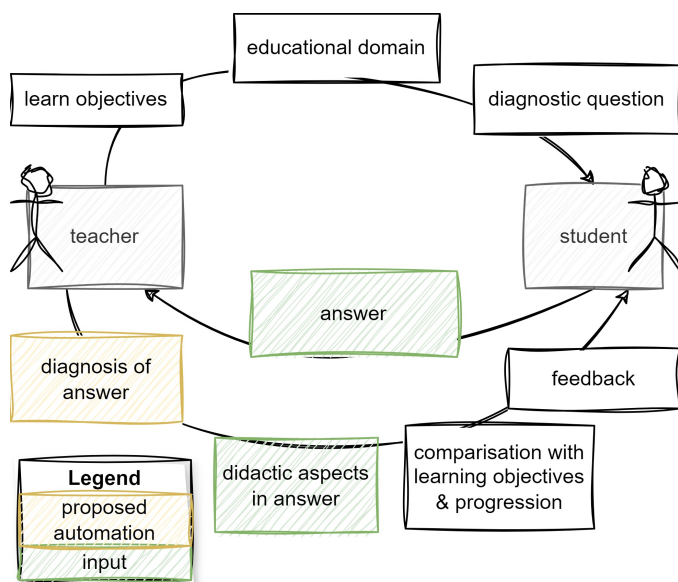 educational domain
learn objectives
diagnostic question
teacher
student
answer
diagnosis of
answer
feedback
didactic aspects
in answer
comparisation with
learning objectives
& progression
Legend
proposed
automation
input